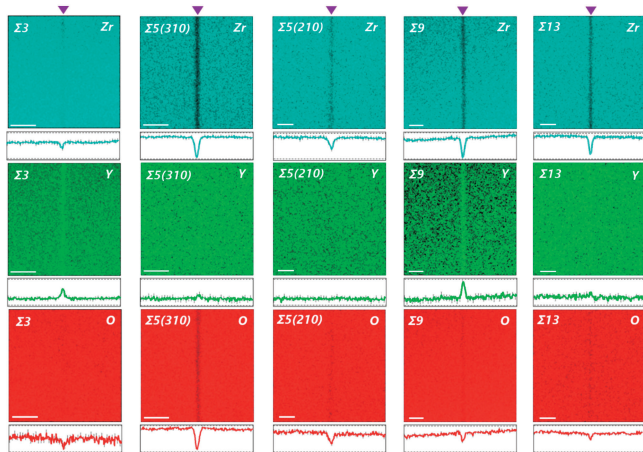 Σ3 Zr Σ5(310) Zr Σ5(210) Zr Σ9 Zr Σ13 Zr
Σ3 Y Σ5(310) Y Σ5(210) Y Σ9 Y Σ13 Y
Σ3 O Σ5(310) O Σ5(210) O Σ9 O Σ13 O